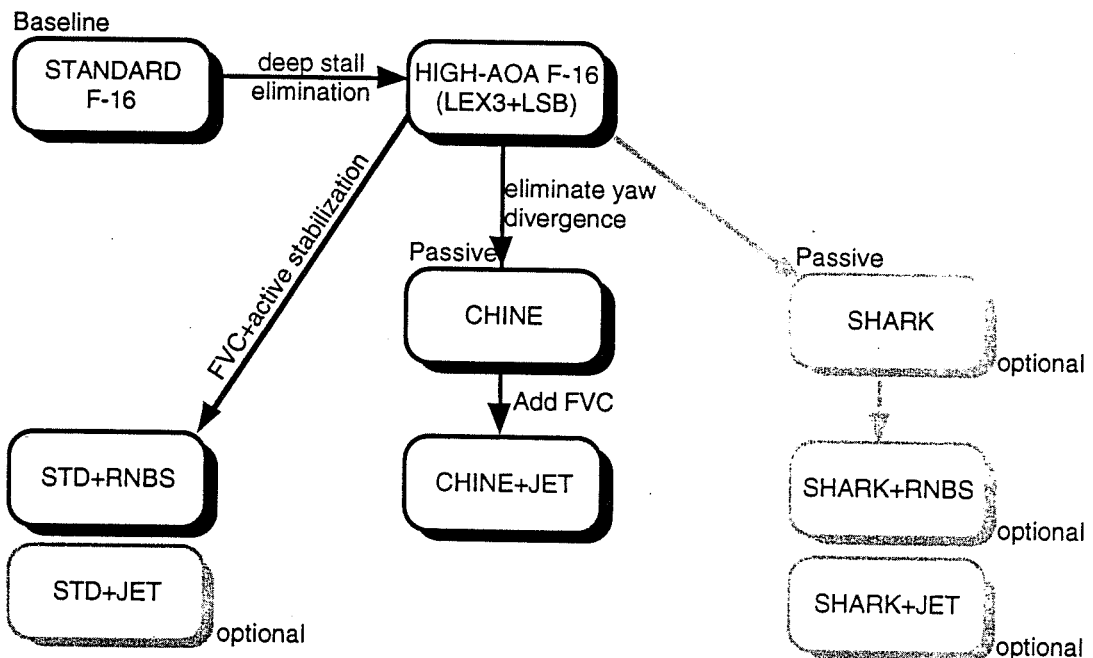 Baseline
STANDARD
F-16
deep stall
elimination
HIGH-AOA F-16
(LEX3+LSB)
FVC+active stabilization
eliminate yaw
divergence
Passive
CHINE
Add FVC
CHINE+JET
Passive
SHARK
optional
STD+RNBS
STD+JET
optional
SHARK+RNBS
optional
SHARK+JET
optional